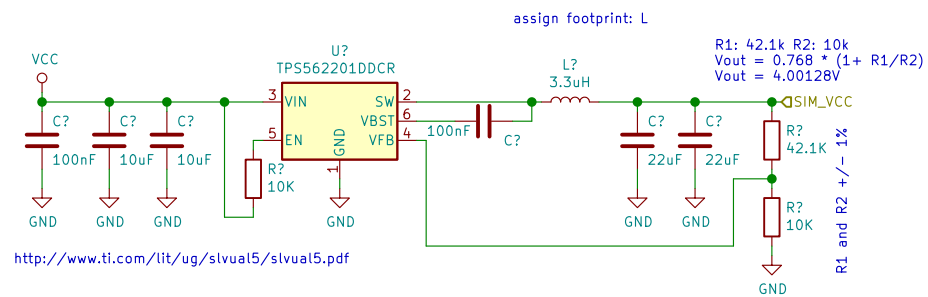 assign footprint: L
R1: 42.1k R2: 10k
Vout = 0.768 * (1+ R1/R2)
Vout = 4.00128V
VCC
U?
TPS562201DDCR
L?
3.3uH
3 VIN
SW 2
SIM_VCC
VBST 6
5 EN
VFB 4
GND
1
C?
100nF
C?
10uF
C?
10uF
R?
10K
100nF
C?
C?
22uF
C?
22uF
R?
42.1K
R?
10K
R1 and R2 +/- 1%
GND
GND
GND
GND
GND
GND
GND
http://www.ti.com/lit/ug/slvual5/slvual5.pdf